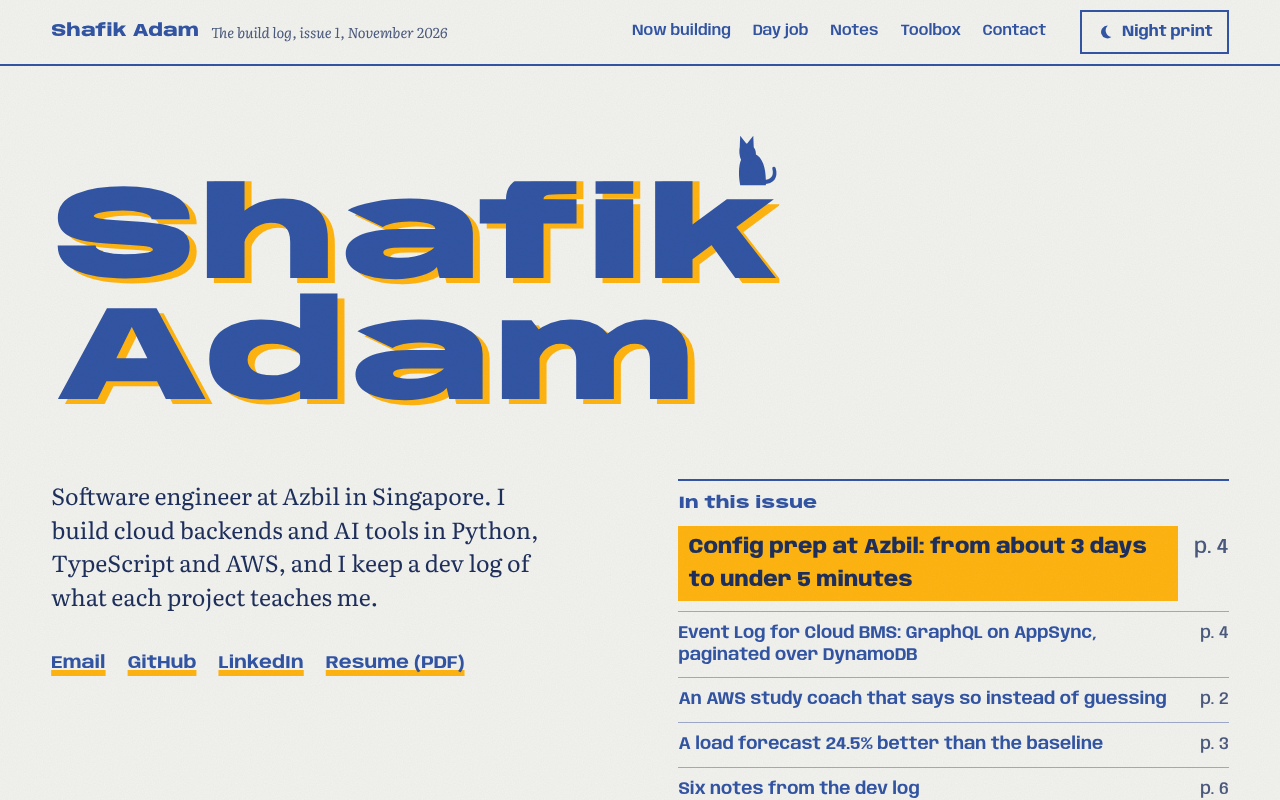 Shafik Adam
The build log, issue 1, November 2026
Now building
Day job
Notes
Toolbox
Contact
Night print
Shafik
Adam
Software engineer at Azbil in Singapore. I
build cloud backends and AI tools in Python,
TypeScript and AWS, and I keep a dev log of
what each project teaches me.
Email
GitHub
LinkedIn
Resume (PDF)
In this issue
Config prep at Azbil: from about 3 days
to under 5 minutes
p. 4
Event Log for Cloud BMS: GraphQL on AppSync,
paginated over DynamoDB
p. 4
An AWS study coach that says so instead of guessing
p. 2
A load forecast 24.5% better than the baseline
p. 3
Six notes from the dev log
p. 6